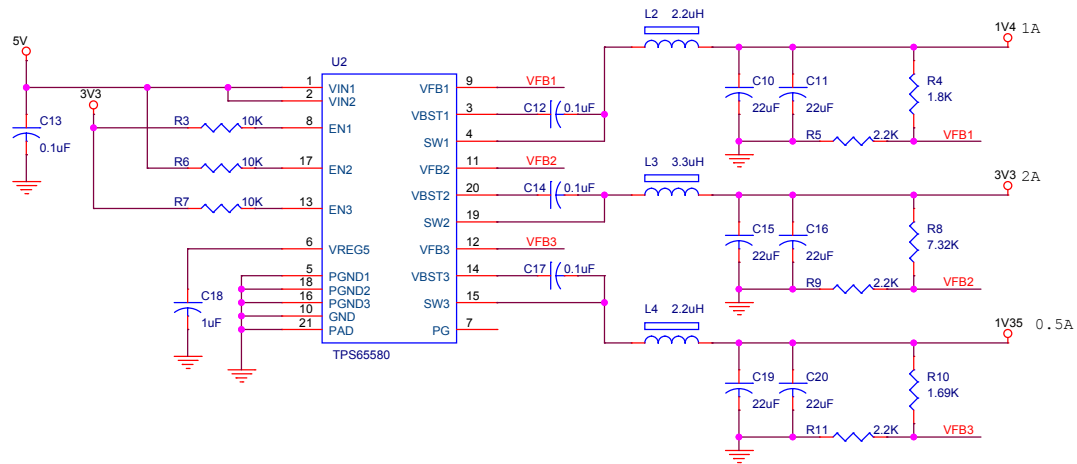 L2 2.2uH
1V4 1A
5V
U2
3V3
1 VIN1
2 VIN2
VFB1 9 VFB1
C10
22uF
C11
22uF
R4
1.8K
C13
0.1uF
R3 10K 8 EN1
VBST1 3 C12 0.1uF
SW1 4
R5 2.2K VFB1
R6 10K 17 EN2
VFB2 11 VFB2
L3 3.3uH
3V3 2A
VBST2 20 C14 0.1uF
R7 10K 13 EN3
SW2 19
C15
22uF
C16
22uF
R8
7.32K
6 VREG5
VFB3 12 VFB3
5 PGND1
18 PGND2
16 PGND3
10 GND
21 PAD
VBST3 14 C17 0.1uF
R9 2.2K VFB2
C18
1uF
SW3 15
L4 2.2uH
PG 7
1V35 0.5A
TPS65580
C19
22uF
C20
22uF
R10
1.69K
R11 2.2K VFB3